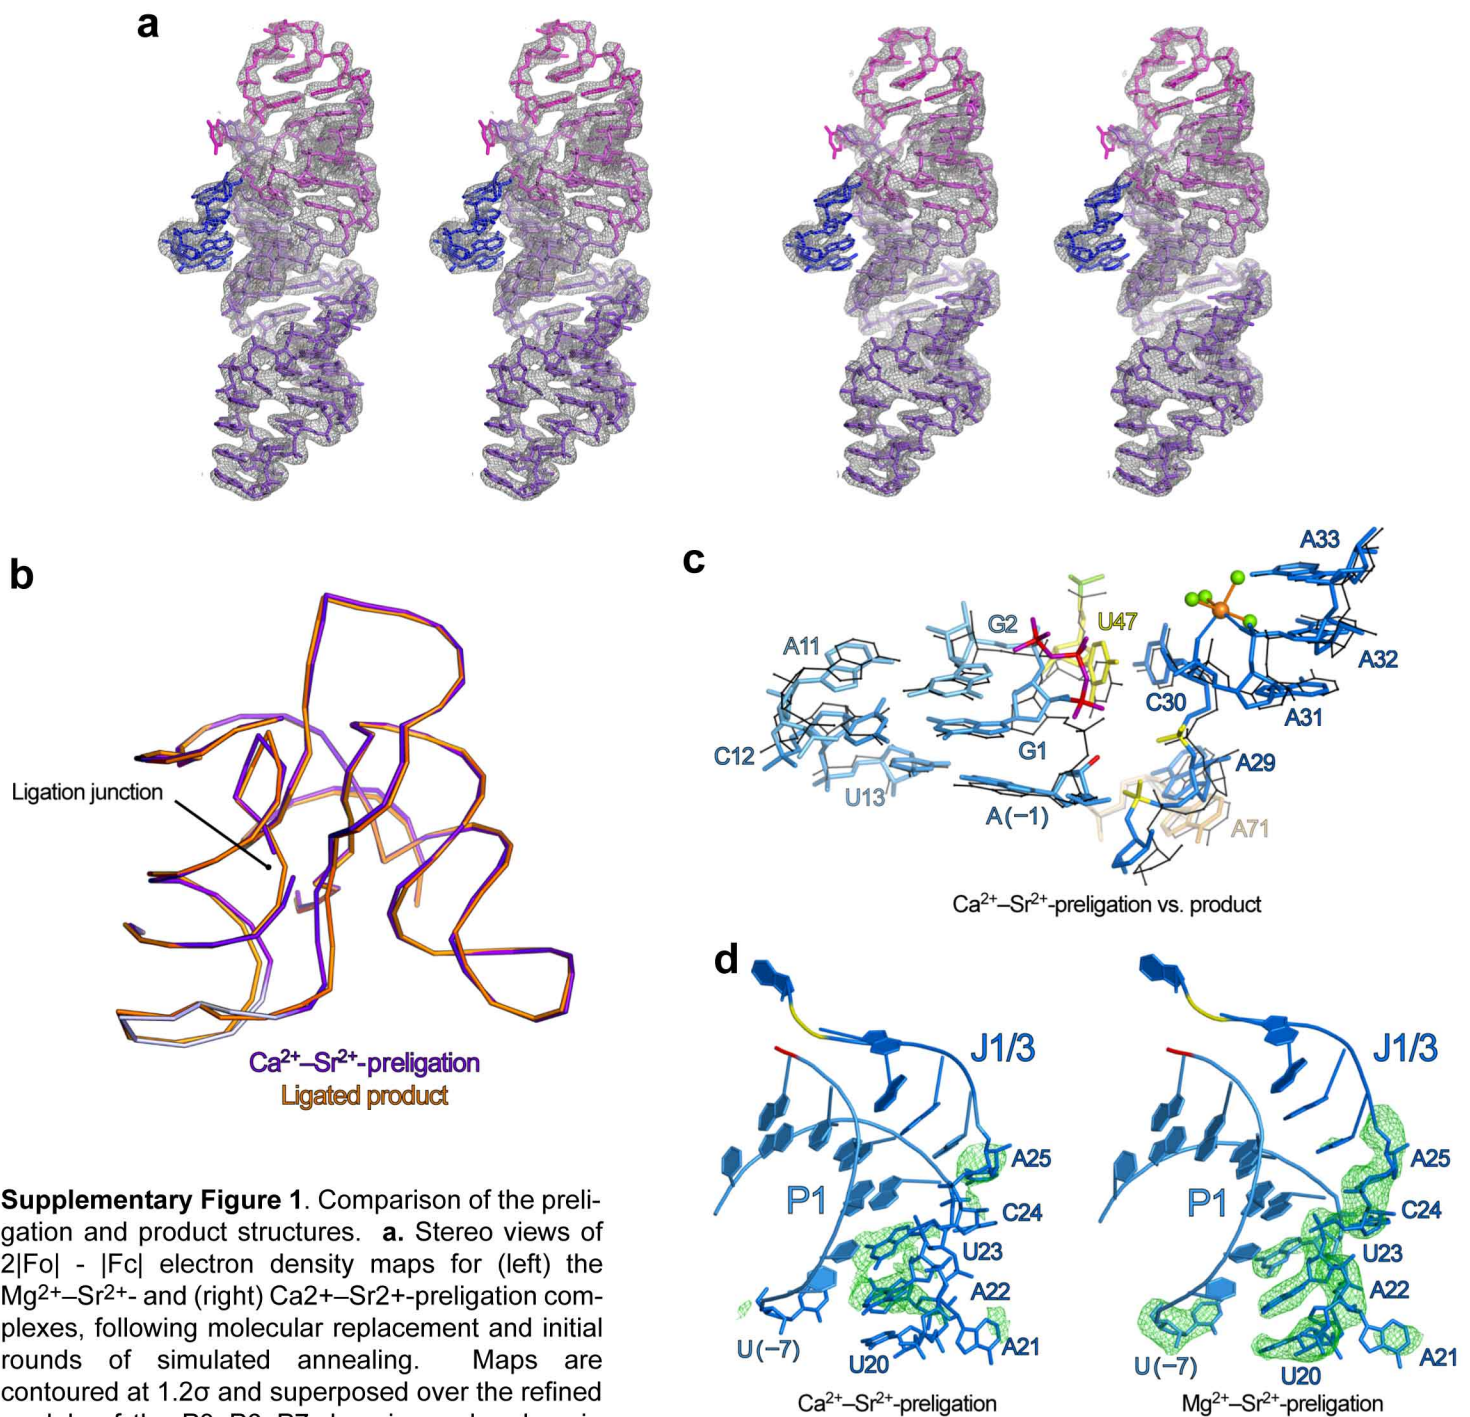 a
b
Ligation junction
Ca2+–Sr2+-preligation
Ligated product
c
A33
G2
U47
A11
A32
C30
A31
C12
G1
A29
U13
A(−1)
A71
Ca2+–Sr2+-preligation vs. product
d
J1/3
A25
P1
C24
U23
A22
U(−7)
A21
U20
Ca2+–Sr2+-preligation
J1/3
A25
P1
C24
U23
A22
U(−7)
A21
U20
Mg2+–Sr2+-preligation
Supplementary Figure 1. Comparison of the preli-
gation and product structures. a. Stereo views of
2|Fo| - |Fc| electron density maps for (left) the
Mg2+–Sr2+- and (right) Ca2+–Sr2+-preligation com-
plexes, following molecular replacement and initial
rounds of simulated annealing. Maps are
contoured at 1.2σ and superposed over the refined